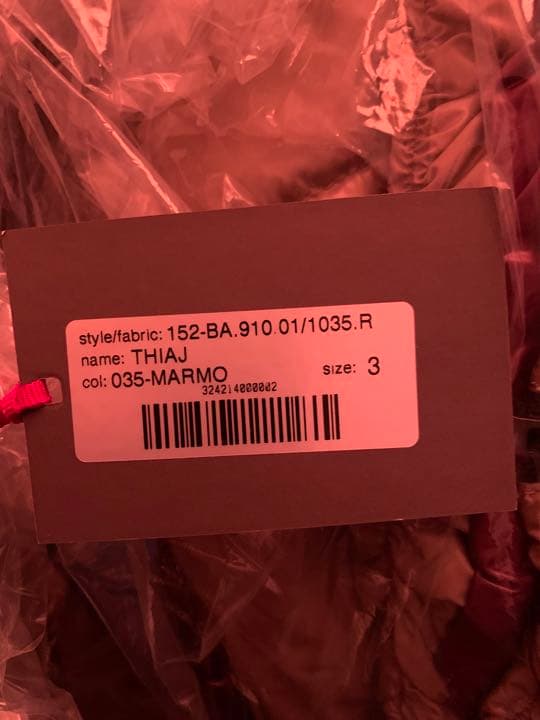 style/fabric: 152-BA.910.01/1035.R
name: THIAJ
col: 035-MARMO size: 3
324214000002